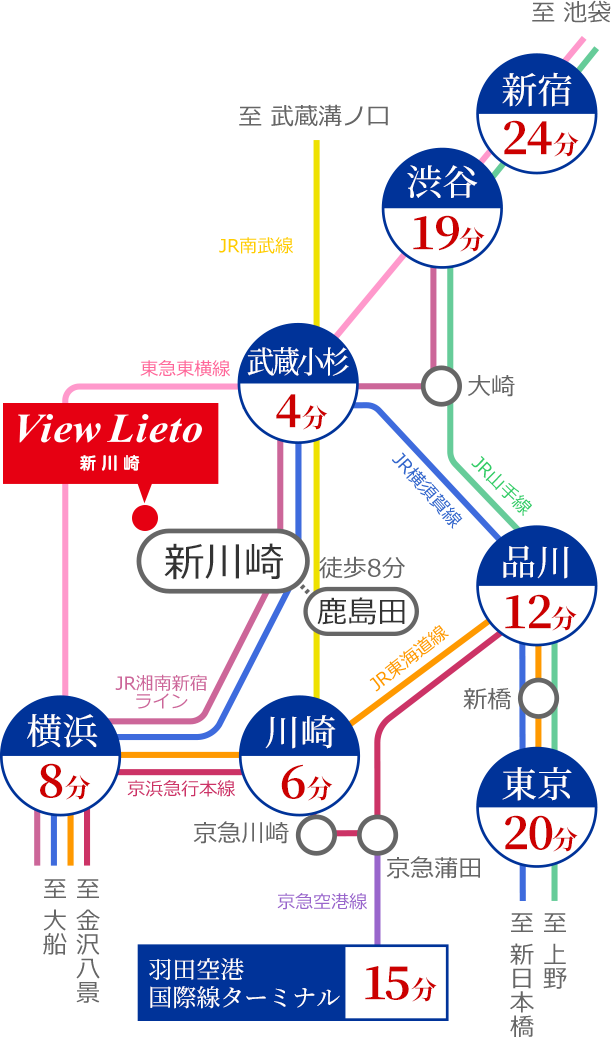 至 池袋
新宿
24分
至 武蔵溝ノ口
渋谷
19分
JR南武線
武蔵小杉
4分
東急東横線
大崎
View Lieto
新川崎
JR横須賀線
JR山手線
新川崎
徒歩8分
鹿島田
品川
12分
JR東海道線
JR湘南新宿
ライン
新橋
横浜
8分
川崎
6分
京浜急行本線
東京
20分
京急川崎
京急蒲田
至 大船
至 金沢八景
京急空港線
至 新日本橋
至 上野
羽田空港
国際線ターミナル
15分